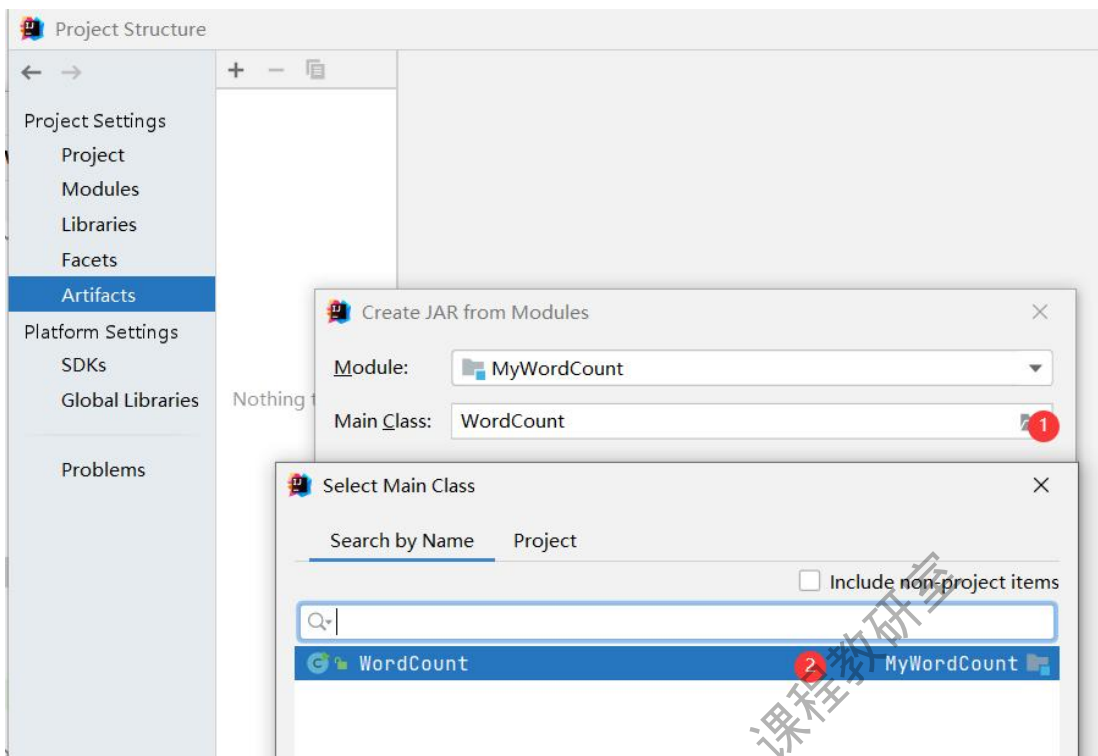 Project Structure
Project Settings
Project
Modules
Libraries
Facets
Artifacts
Platform Settings
SDKs
Global Libraries
Problems
Nothing t
Create JAR from Modules
Module:
MyWordCount
Main Class:
WordCount
1
Select Main Class
Search by Name
Project
Include non-project items
WordCount
2
MyWordCount
课程教研室